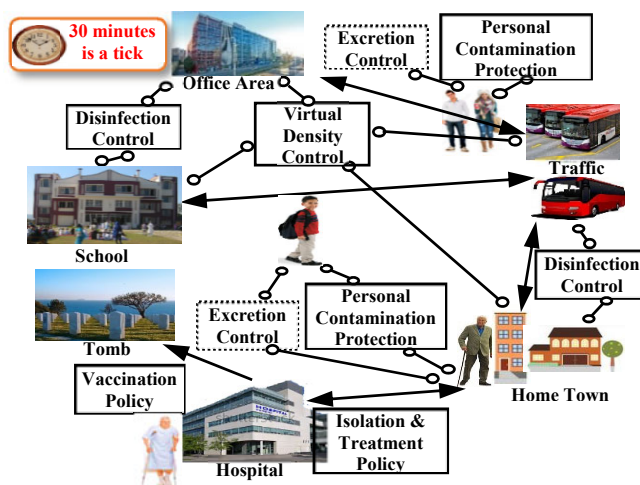 30 minutes
is a tick
Office Area
Excretion
Control
Personal
Contamination
Protection
Disinfection
Control
Virtual
Density
Control
Traffic
School
Disinfection
Control
Excretion
Control
Personal
Contamination
Protection
Tomb
Vaccination
Policy
Home Town
Isolation &
Treatment
Policy
Hospital